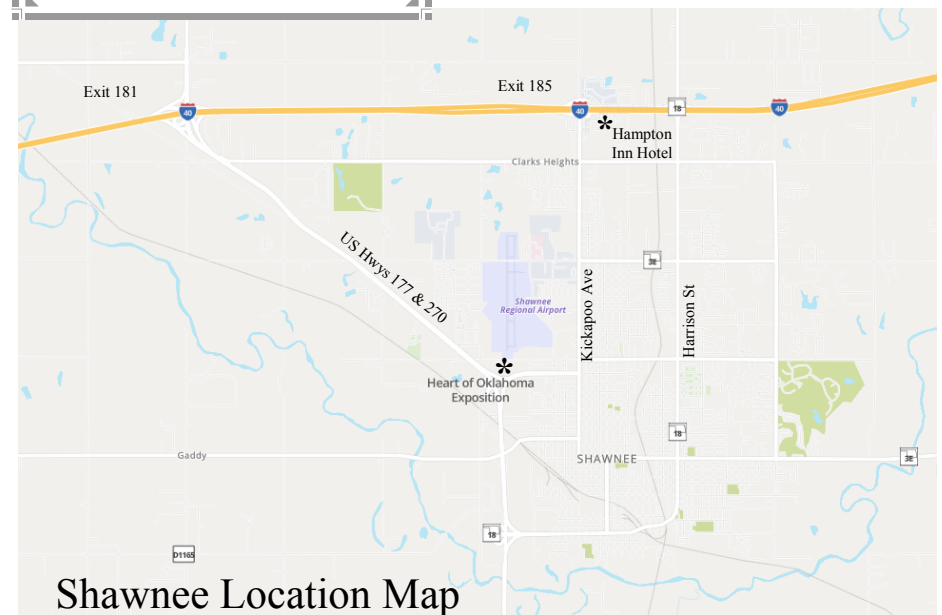 Exit 181
Exit 185
40
40
18
40
Hampton
Inn Hotel
Clarks Heights
US Hwys 177 & 270
3E
Kickapoo Ave
Harrison St
Shawnee
Regional Airport
Heart of Oklahoma
Exposition
18
Gaddy
SHAWNEE
3E
18
D1165
Shawnee Location Map